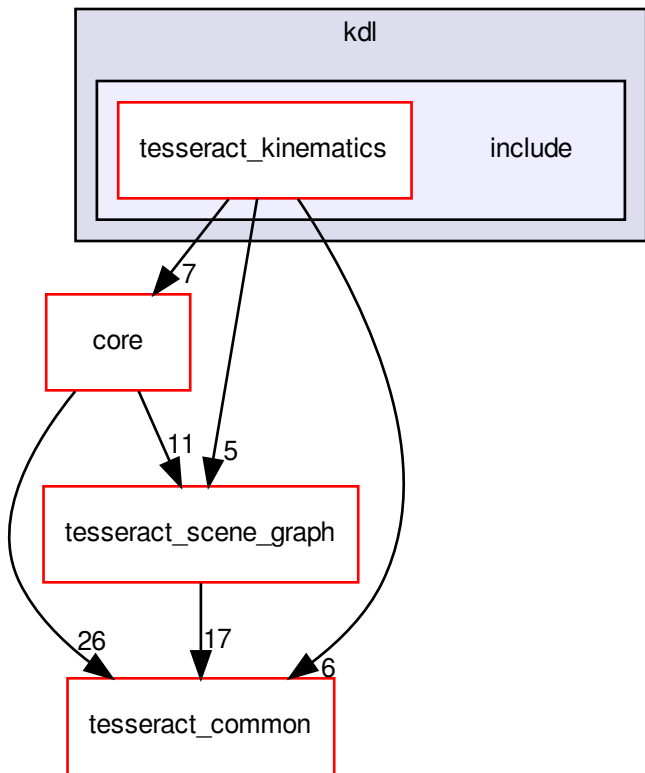 kdl
tesseract_kinematics
include
7
core
11
5
tesseract_scene_graph
26
17
6
tesseract_common